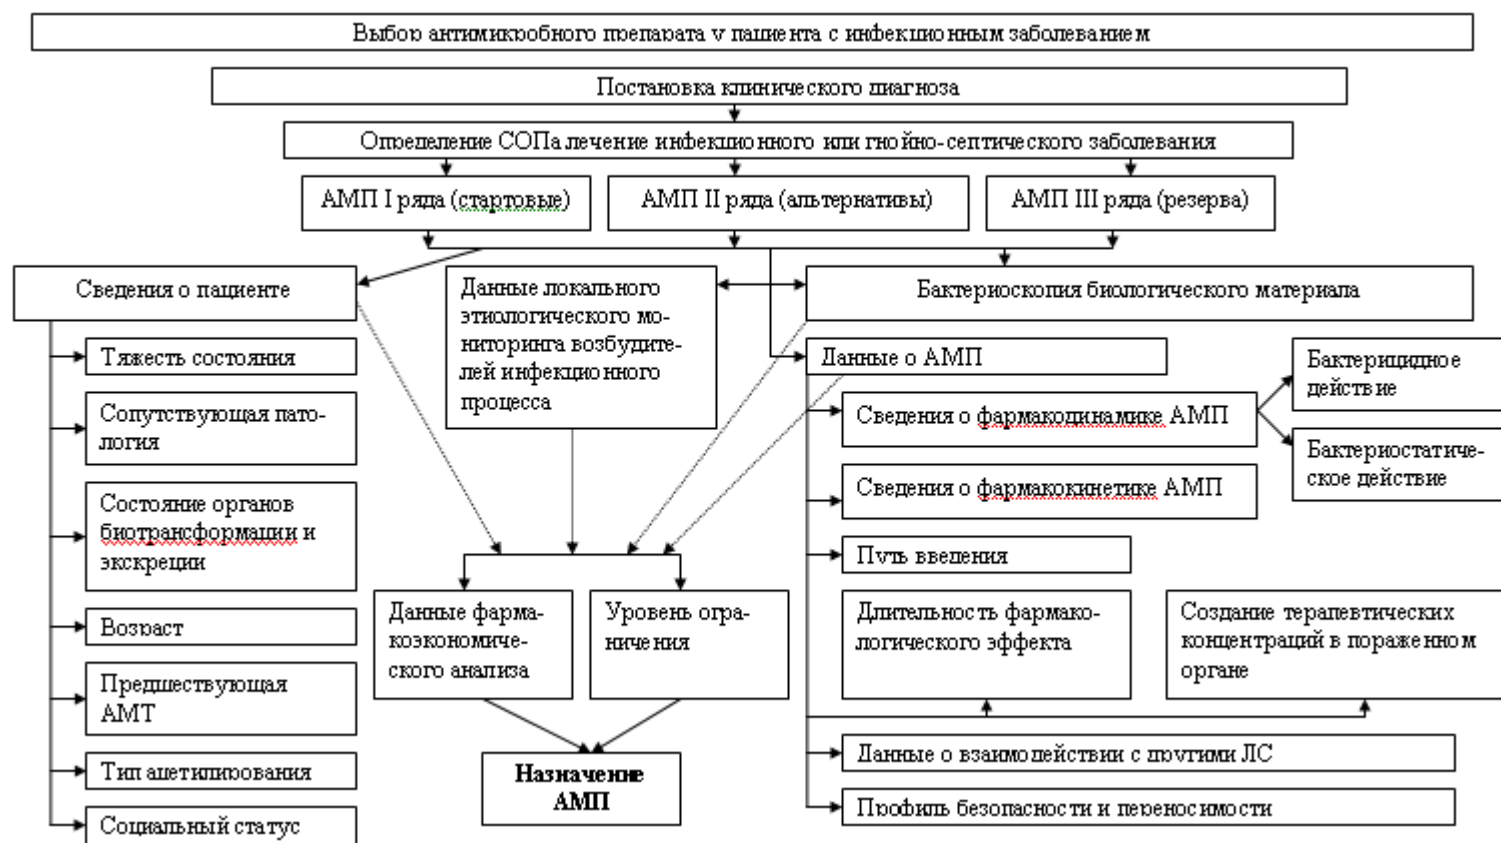 Выбор антимикробного препарата у пациента с инфекционным заболеванием
Постановка клинического диагноза
Определение СОПа лечение инфекционного или гнойно-септического заболевания
АМП I ряда (стартовые)
АМП II ряда (альтернативы)
АМП III ряда (резерва)
Сведения о пациенте
Тяжесть состояния
Сопутствующая пато-
логия
Состояние органов
биотрансформации и
экскреции
Возраст
Предшествующая
АМТ
Тип ацетилирования
Социальный статус
Данные локального
этиологического мо-
ниторинга возбудите-
лей инфекционного
процесса
Бактериоскопия биологического материала
Данные о АМП
Сведения о фармакодинамике АМП
Бактерицидное
действие
Бактериостатиче-
ское действие
Сведения о фармакокинетике АМП
Путь введения
Длительность фармако-
логического эффекта
Создание терапевтических
концентраций в пораженном
органе
Данные о взаимодействии с другими ЛС
Профиль безопасности и переносимости
Данные фарма-
коэкономиче-
ского анализа
Уровень огра-
ничения
Назначение
АМП